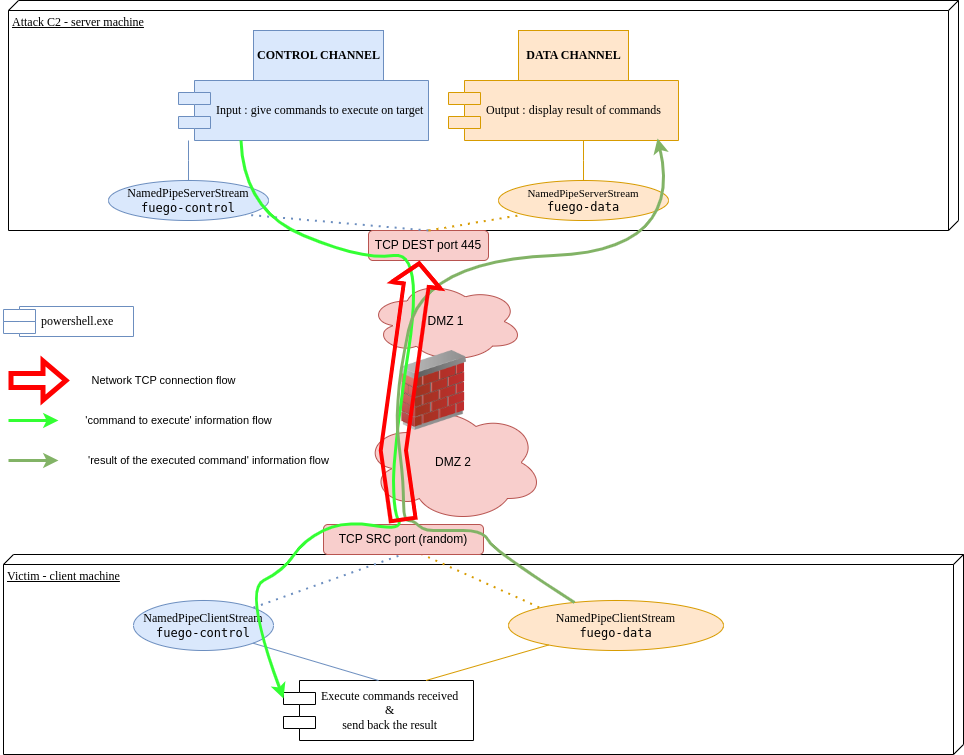 Attack C2 - server machine
CONTROL CHANNEL
DATA CHANNEL
Input : give commands to execute on target
Output : display result of commands
NamedPipeServerStream
fuego-control
NamedPipeServerStream
fuego-data
TCP DEST port 445
DMZ 1
powershell.exe
Network TCP connection flow
'command to execute' information flow
'result of the executed command' information flow
DMZ 2
TCP SRC port (random)
Victim - client machine
NamedPipeClientStream
fuego-control
NamedPipeClientStream
fuego-data
Execute commands received
&
send back the result